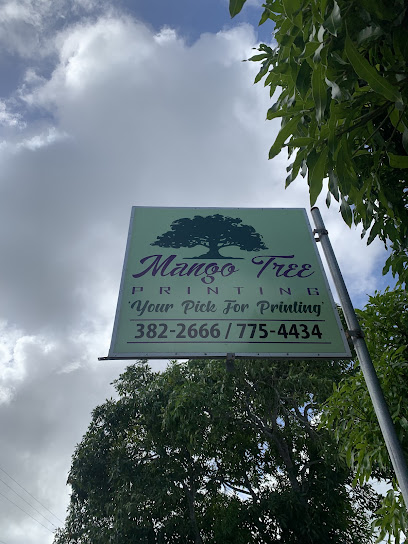 Mango Tree
PRINTING
'Your Pick For Printing'
382-2666 / 775-4434